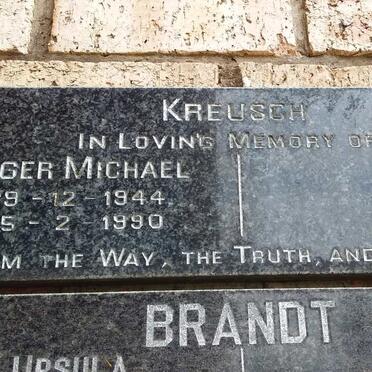 KREUSCH
IN LOVING MEMORY OF
GER MICHAEL
9 - 12 - 1944.
5 - 2 - 1990
M THE WAY, THE TRUTH, AND
BRANDT
URSULA